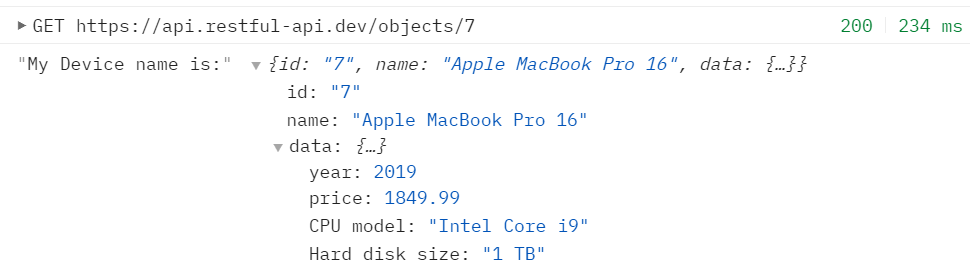 GET https://api.restful-api.dev/objects/7 200 234 ms
"My Device name is:" {id: "7", name: "Apple MacBook Pro 16", data: {…}}
id: "7"
name: "Apple MacBook Pro 16"
data: {…}
year: 2019
price: 1849.99
CPU model: "Intel Core i9"
Hard disk size: "1 TB"